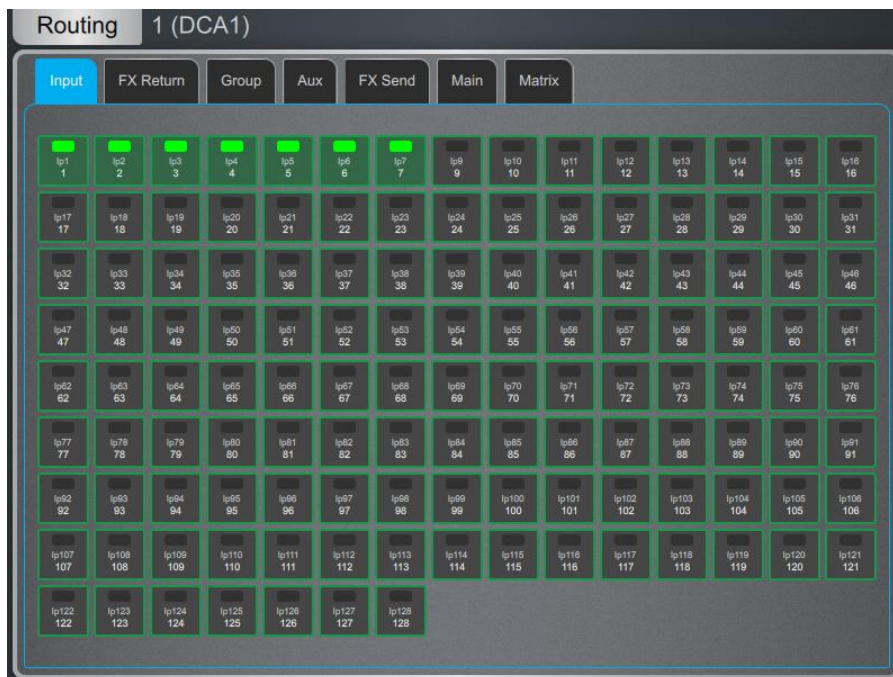 Routing 1 (DCA1)
Input FX Return Group Aux FX Send Main Matrix
Ip1 Ip2 Ip3 Ip4 Ip5 Ip6 Ip7 Ip9 Ip10 Ip11 Ip12 Ip13 Ip14 Ip15 Ip16
1 2 3 4 5 6 7 9 10 11 12 13 14 15 16
Ip17 Ip18 Ip19 Ip20 Ip21 Ip22 Ip23 Ip24 Ip25 Ip26 Ip27 Ip28 Ip29 Ip30 Ip31
17 18 19 20 21 22 23 24 25 26 27 28 29 30 31
Ip32 Ip33 Ip34 Ip35 Ip36 Ip37 Ip38 Ip39 Ip40 Ip41 Ip42 Ip43 Ip44 Ip45 Ip46
32 33 34 35 36 37 38 39 40 41 42 43 44 45 46
Ip47 Ip48 Ip49 Ip50 Ip51 Ip52 Ip53 Ip54 Ip55 Ip56 Ip57 Ip58 Ip59 Ip60 Ip61
47 48 49 50 51 52 53 54 55 56 57 58 59 60 61
Ip62 Ip63 Ip64 Ip65 Ip66 Ip67 Ip68 Ip69 Ip70 Ip71 Ip72 Ip73 Ip74 Ip75 Ip76
62 63 64 65 66 67 68 69 70 71 72 73 74 75 76
Ip77 Ip78 Ip79 Ip80 Ip81 Ip82 Ip83 Ip84 Ip85 Ip86 Ip87 Ip88 Ip89 Ip90 Ip91
77 78 79 80 81 82 83 84 85 86 87 88 89 90 91
Ip92 Ip93 Ip94 Ip95 Ip96 Ip97 Ip98 Ip99 Ip100 Ip101 Ip102 Ip103 Ip104 Ip105 Ip106
92 93 94 95 96 97 98 99 100 101 102 103 104 105 106
Ip107 Ip108 Ip109 Ip110 Ip111 Ip112 Ip113 Ip114 Ip115 Ip116 Ip117 Ip118 Ip119 Ip120 Ip121
107 108 109 110 111 112 113 114 115 116 117 118 119 120 121
Ip122 Ip123 Ip124 Ip125 Ip126 Ip127 Ip128
122 123 124 125 126 127 128